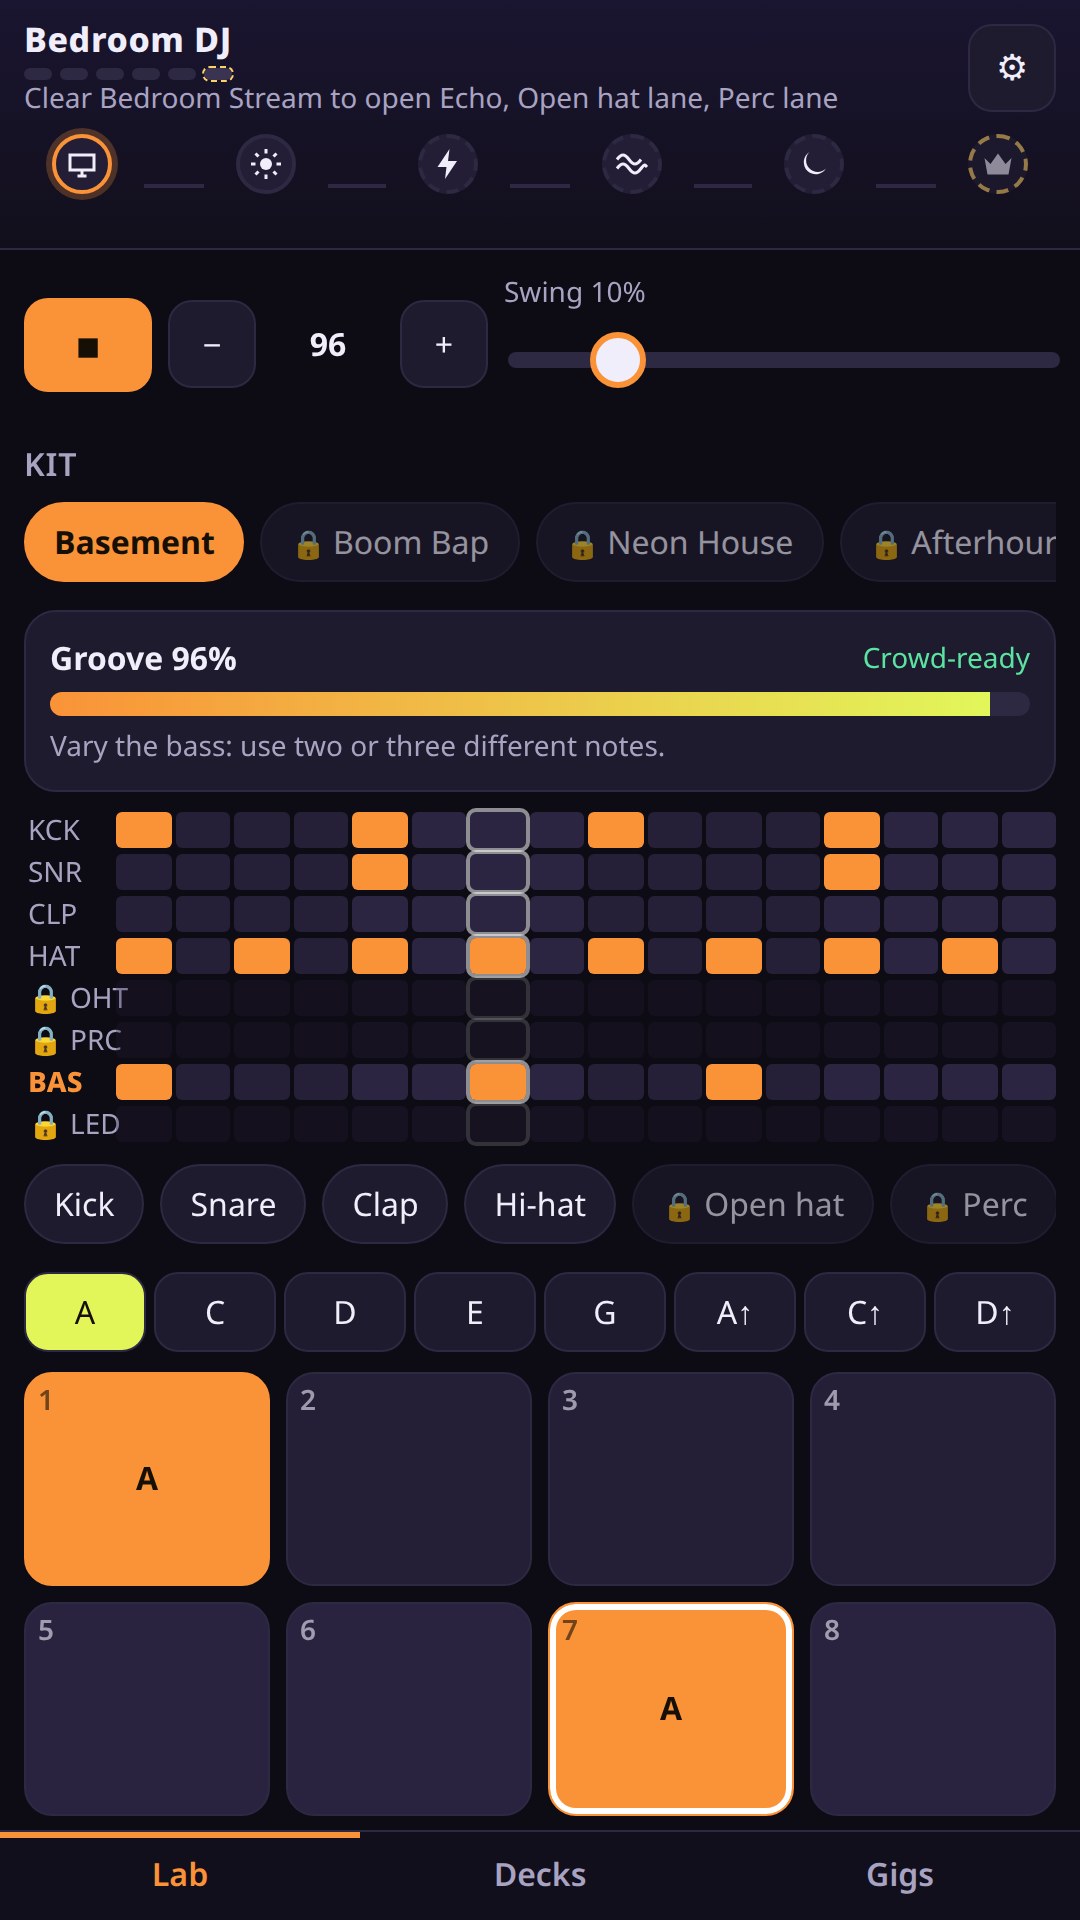 Bedroom DJ
Clear Bedroom Stream to open Echo, Open hat lane, Perc lane
Swing 10%
− 96 +
KIT
Basement Boom Bap Neon House Afterhour
Groove 96% Crowd-ready
Vary the bass: use two or three different notes.
KCK
SNR
CLP
HAT
OHT
PRC
BAS
LED
Kick Snare Clap Hi-hat Open hat Perc
A C D E G A↑ C↑ D↑
1 2 3 4
A
5 6 7 8
A
Lab Decks Gigs